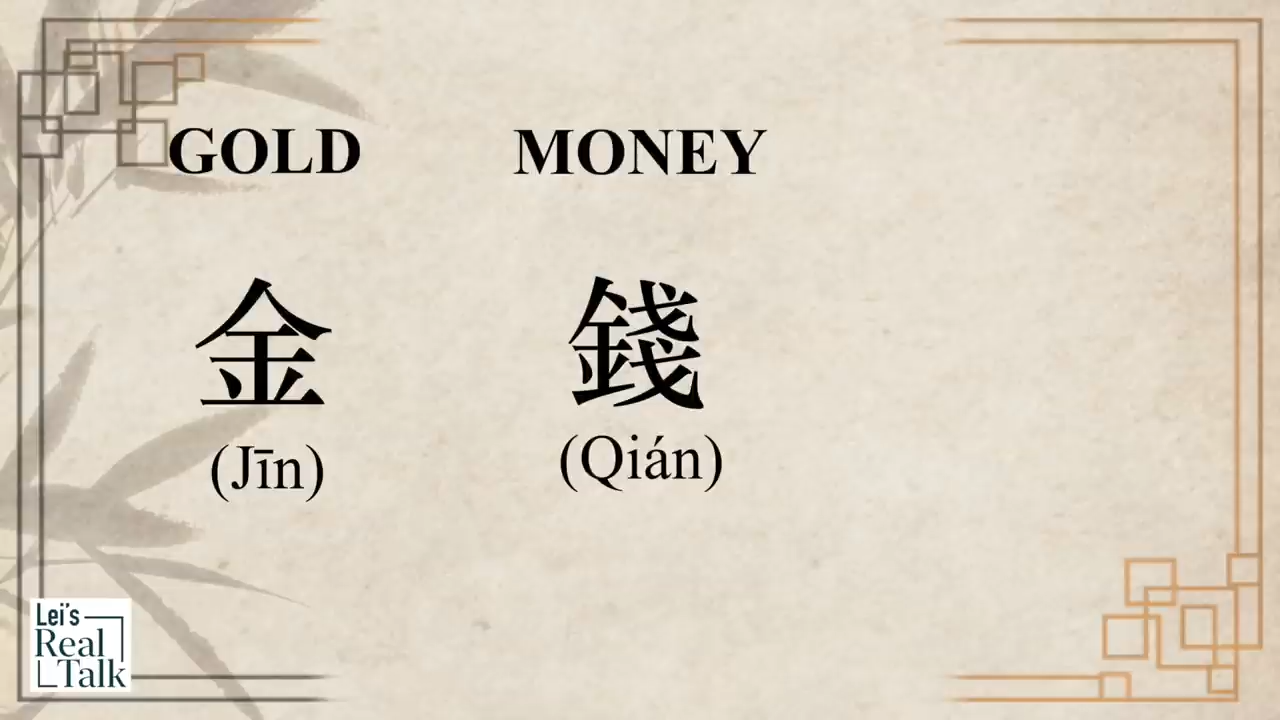 GOLD MONEY
金 錢
(Jīn) (Qián)
Lei's
Real
Talk